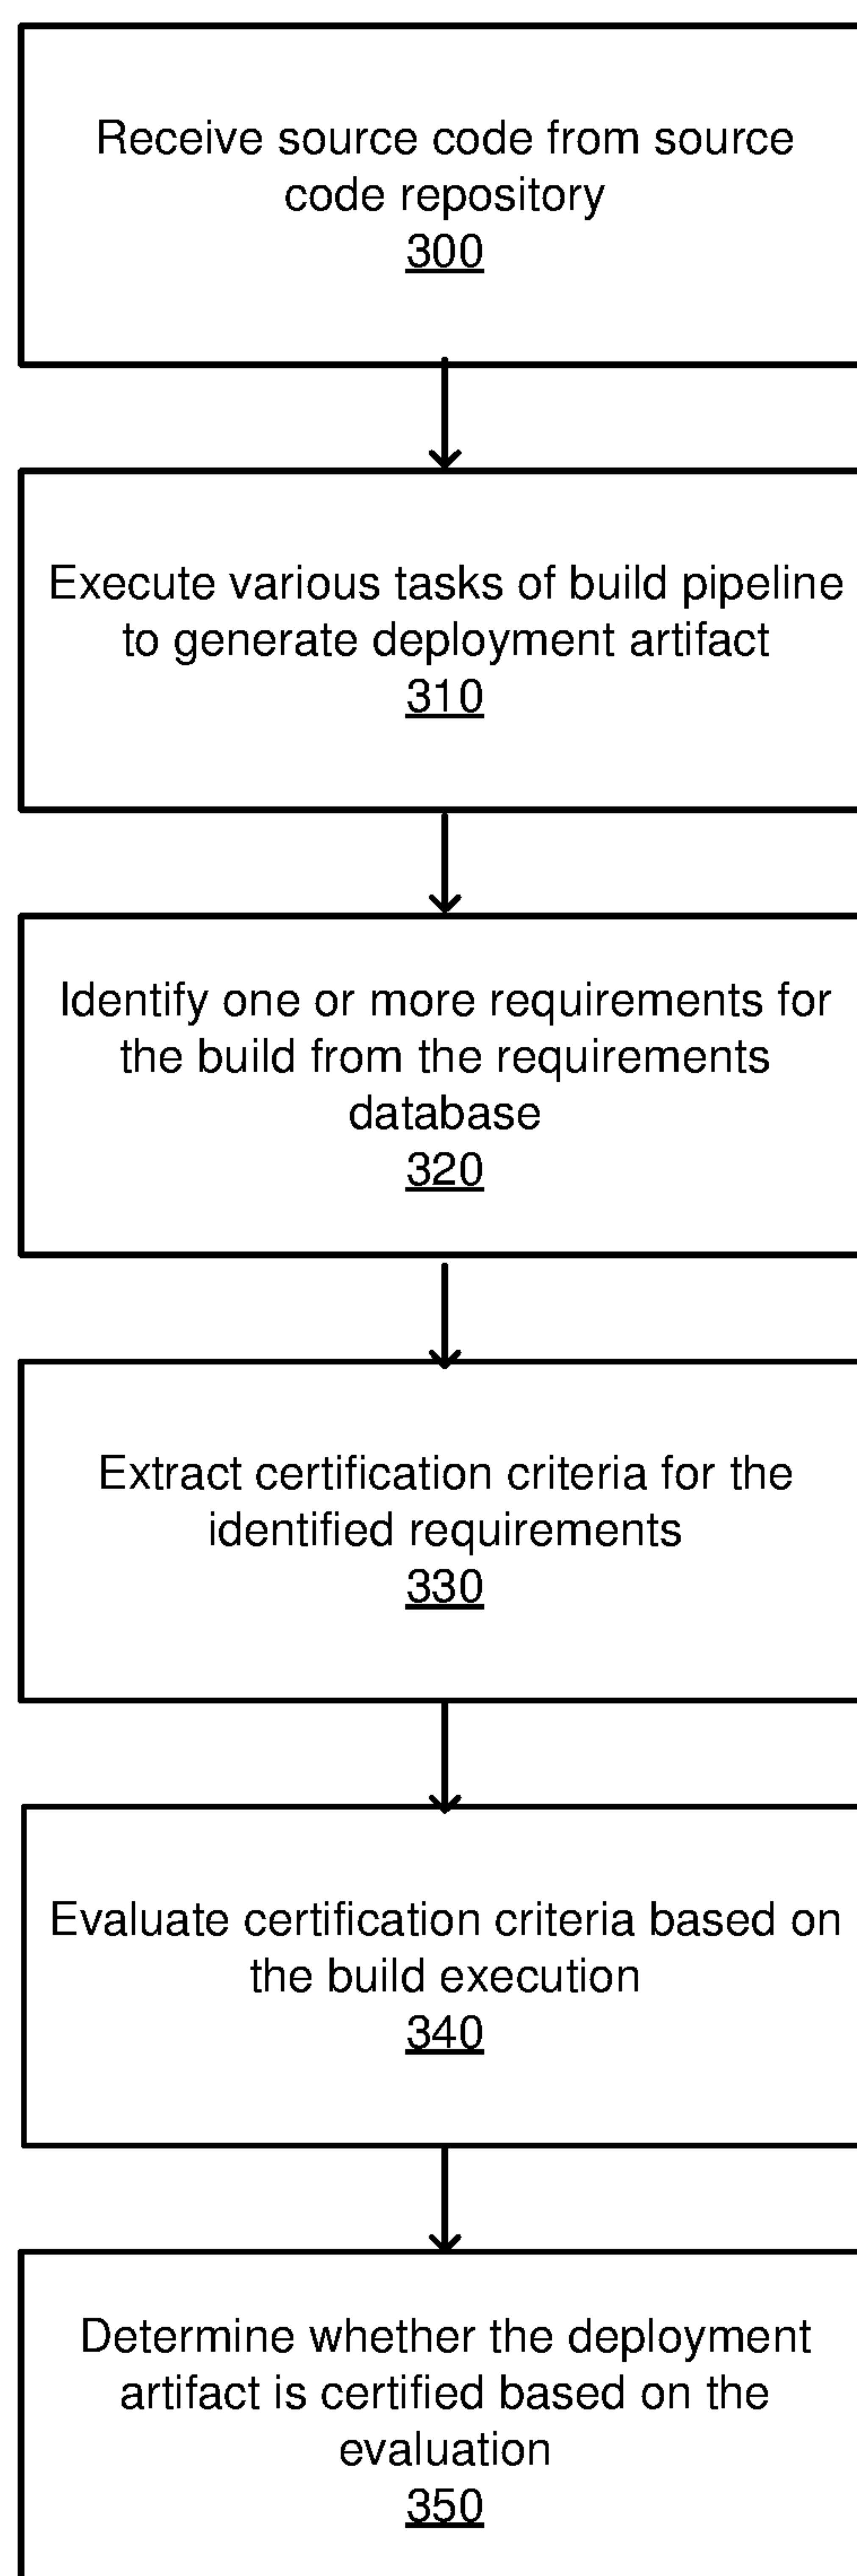 Receive source code from source
code repository
300
Execute various tasks of build pipeline
to generate deployment artifact
310
Identify one or more requirements for
the build from the requirements
database
320
Extract certification criteria for the
identified requirements
330
Evaluate certification criteria based on
the build execution
340
Determine whether the deployment
artifact is certified based on the
evaluation
350